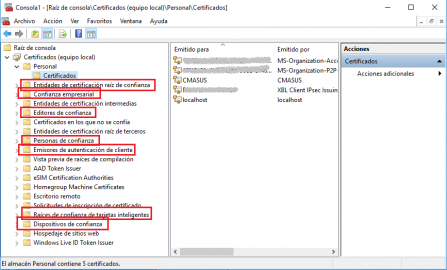 Consola1 - [Raíz de consola\Certificados (equipo local)\Personal\Certificados]
Archivo Acción Ver Favoritos Ventana Ayuda
Raíz de consola
Certificados (equipo local)
Personal
Certificados
Entidades de certificación raíz de confianza
Confianza empresarial
Entidades de certificación intermedias
Editores de confianza
Certificados en los que no se confía
Entidades de certificación raíz de terceros
Personas de confianza
Emisores de autenticación de cliente
Vista previa de raíces de compilación
AAD Token Issuer
eSIM Certification Authorities
Homegroup Machine Certificates
Escritorio remoto
Solicitudes de inscripción de certificado
Raíces de confianza de tarjetas inteligentes
Dispositivos de confianza
Hospedaje de sitios web
Windows Live ID Token Issuer
Emitido para Emitido por
MS-Organization-Acce
MS-Organization-P2P
CMASUS CMASUS
localhost XBL Client IPsec Issuin
localhost localhost
Acciones
Certificados
Acciones adicionales
El almacén Personal contiene 5 certificados.